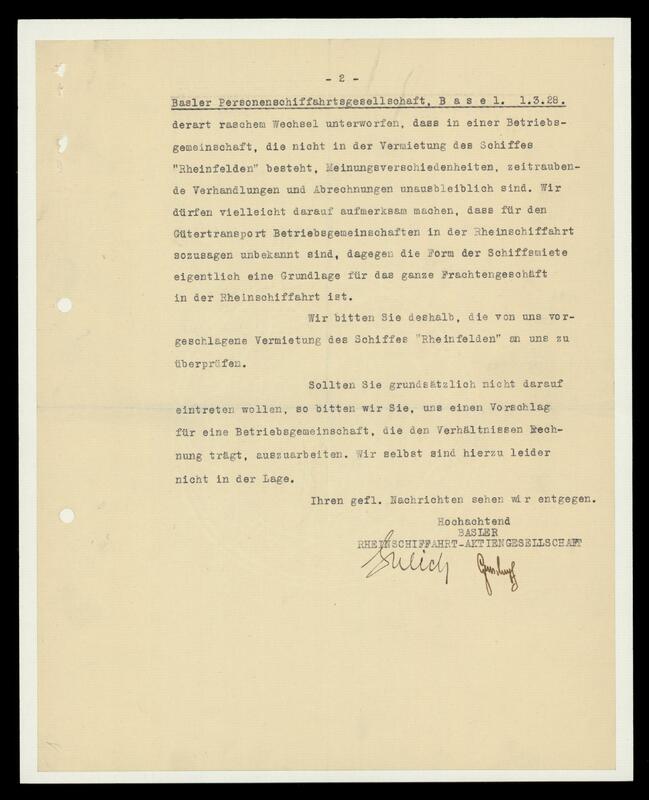 - 2 -
Basler Personenschiffahrtsgesellschaft, B a s e l. 1.3.28.
derart raschem Wechsel unterworfen, dass in einer Betriebs-
gemeinschaft, die nicht in der Vermietung des Schiffes
"Rheinfelden" besteht, Meinungsverschiedenheiten, zeitrauben-
de Verhandlungen und Abrechnungen unausbleiblich sind. Wir
dürfen vielleicht darauf aufmerksam machen, dass für den
Gütertransport Betriebsgemeinschaften in der Rheinschiffahrt
sozusagen unbekannt sind, dagegen die Form der Schiffsmiete
eigentlich eine Grundlage für das ganze Frachtengeschäft
in der Rheinschiffahrt ist.
Wir bitten Sie deshalb, die von uns vor-
geschlagene Vermietung des Schiffes "Rheinfelden" an uns zu
überprüfen.
Sollten Sie grundsätzlich nicht darauf
eintreten wollen, so bitten wir Sie, uns einen Vorschlag
für eine Betriebsgemeinschaft, die den Verhältnissen Rech-
nung trägt, auszuarbeiten. Wir selbst sind hierzu leider
nicht in der Lage.
Ihren gefl. Nachrichten sehen wir entgegen.
Hochachtend
BASLER
RHEINSCHIFFAHRT-AKTIENGESELLSCHAFT